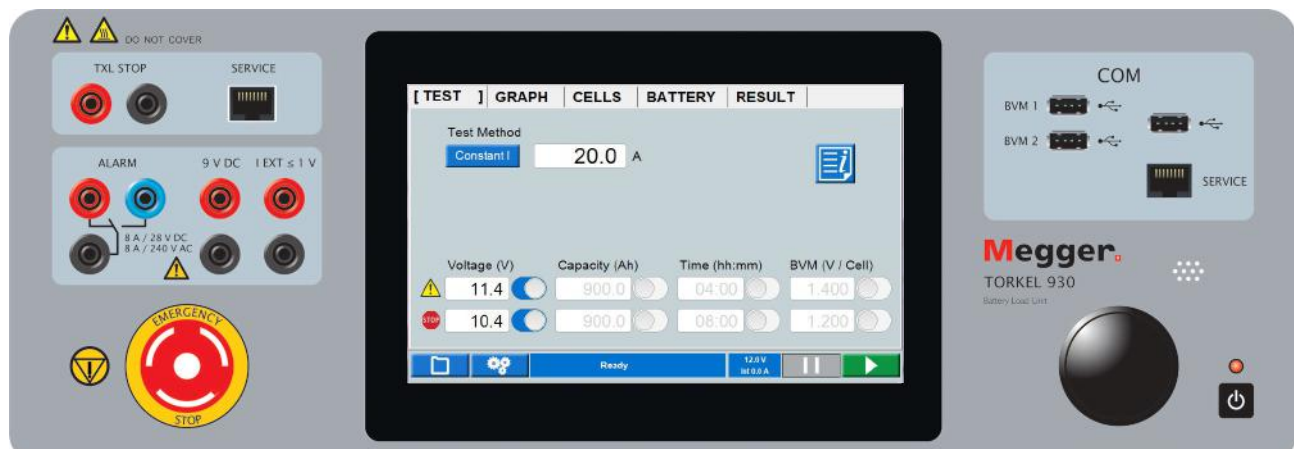 DO NOT COVER
TXL STOP
SERVICE
ALARM
9 V DC
I EXT ≤ 1 V
8 A / 28 V DC
8 A / 240 V AC
EMERGENCY
STOP
[ TEST ] GRAPH CELLS BATTERY RESULT
Test Method
Constant I 20.0 A
i
Voltage (V) Capacity (Ah) Time (hh:mm) BVM (V / Cell)
11.4 900.0 04:00 1.400
STOP 10.4 900.0 08:00 1.200
Ready
12.0 V
Int 0.0 A
COM
BVM 1
BVM 2
SERVICE
Megger.
TORKEL 930
Battery Load Unit